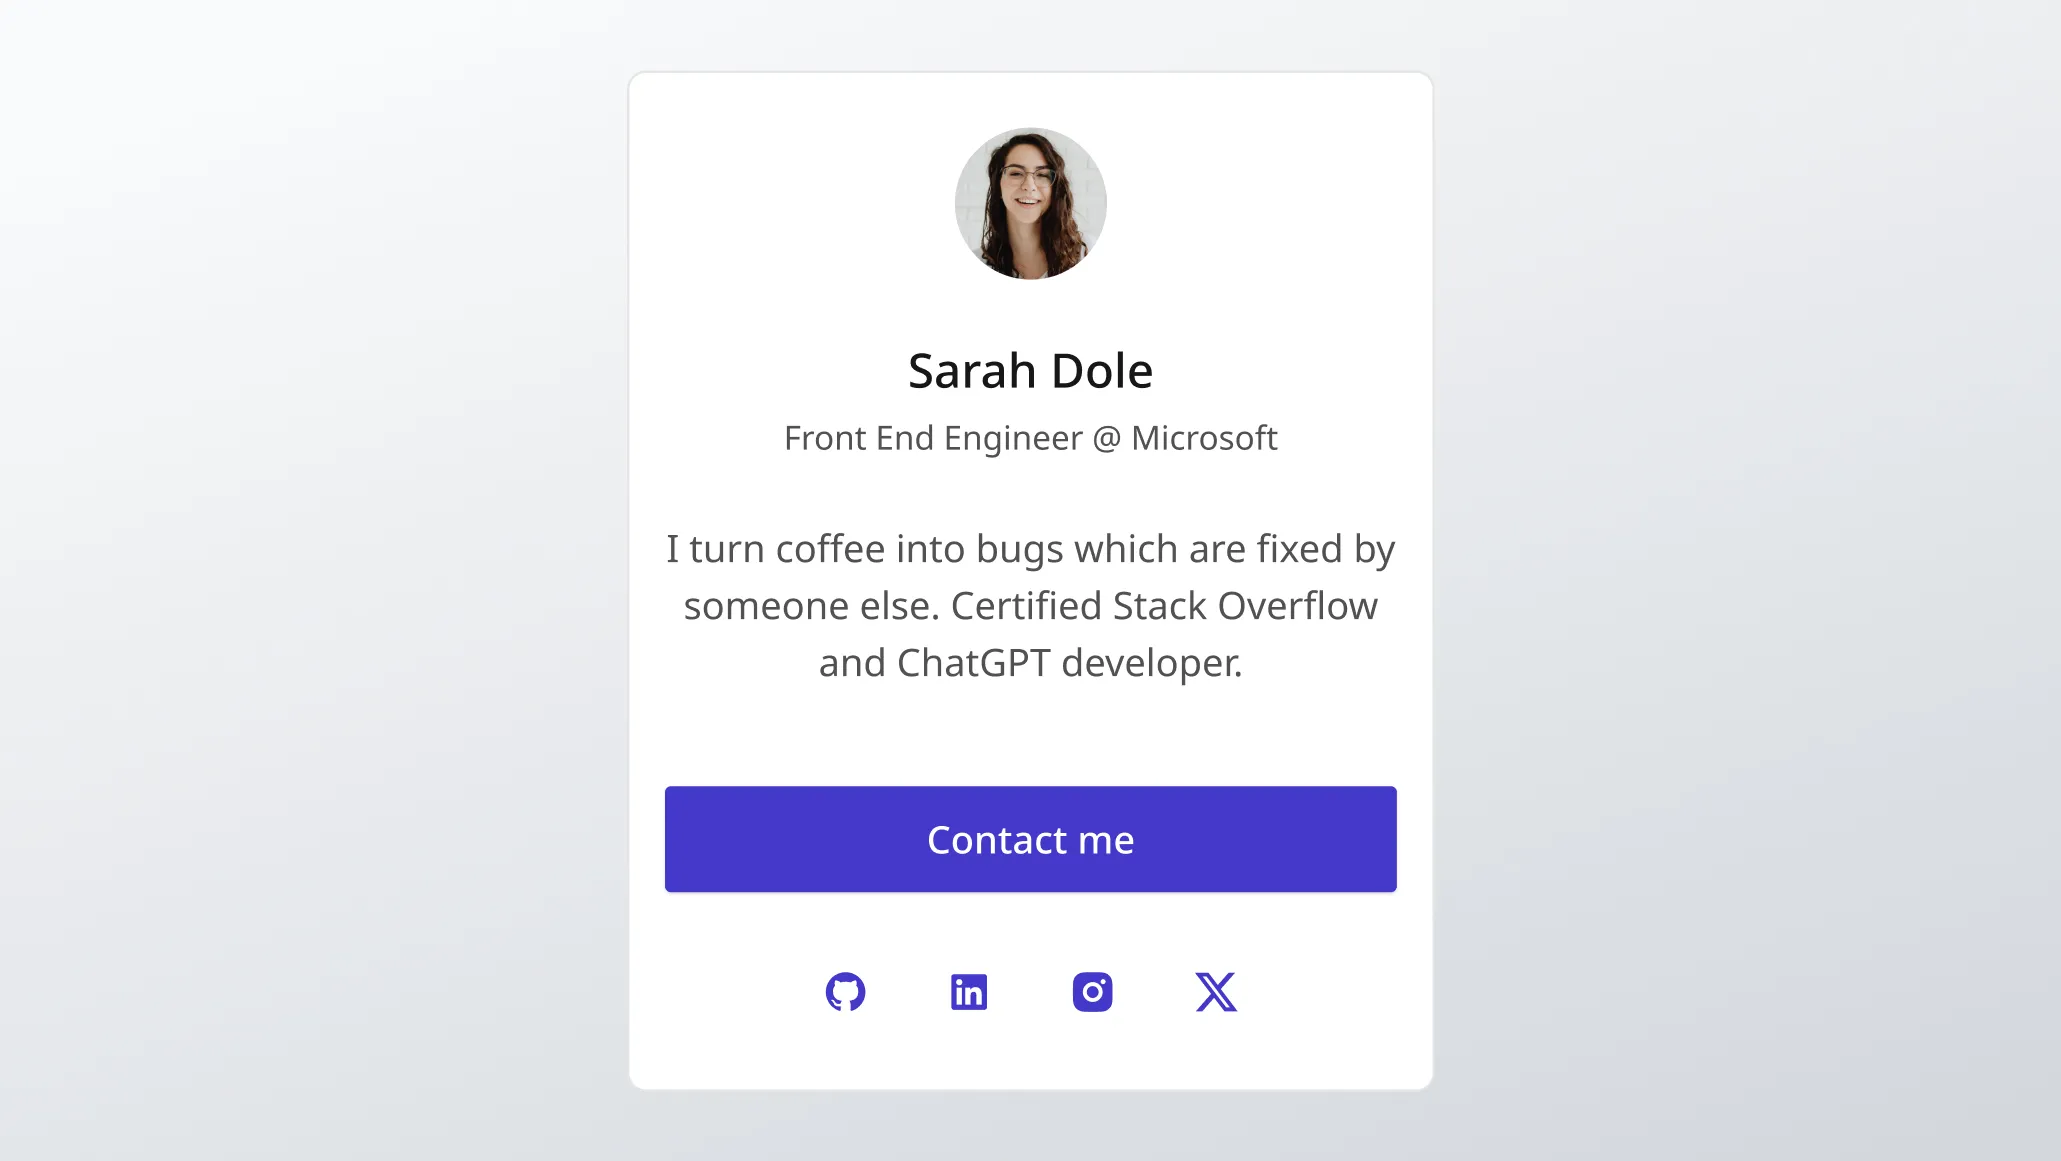 Sarah Dole
Front End Engineer @ Microsoft
I turn coffee into bugs which are fixed by
someone else. Certified Stack Overflow
and ChatGPT developer.
Contact me
in